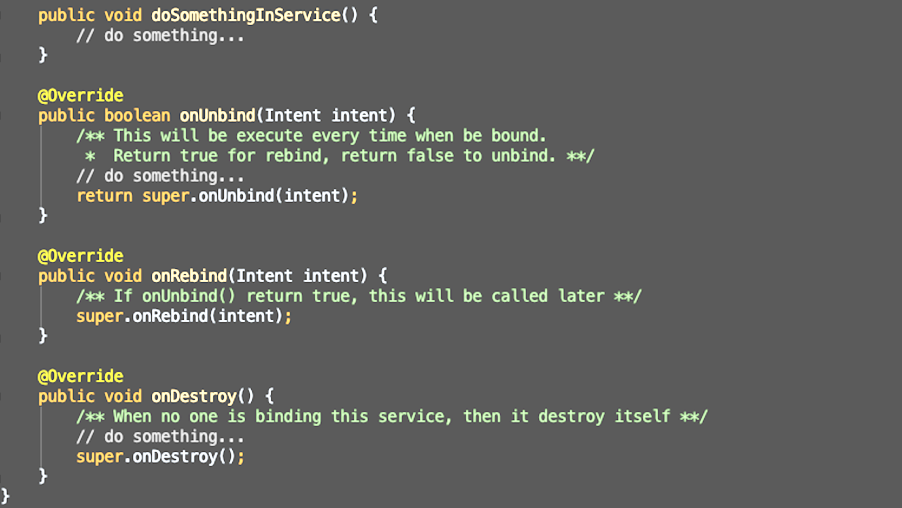 public void doSomethingInService() {
// do something...
}
@Override
public boolean onUnbind(Intent intent) {
/** This will be execute every time when be bound.
*  Return true for rebind, return false to unbind. **/
// do something...
return super.onUnbind(intent);
}
@Override
public void onRebind(Intent intent) {
/** If onUnbind() return true, this will be called later **/
super.onRebind(intent);
}
@Override
public void onDestroy() {
/** When no one is binding this service, then it destroy itself **/
// do something...
super.onDestroy();
}
}